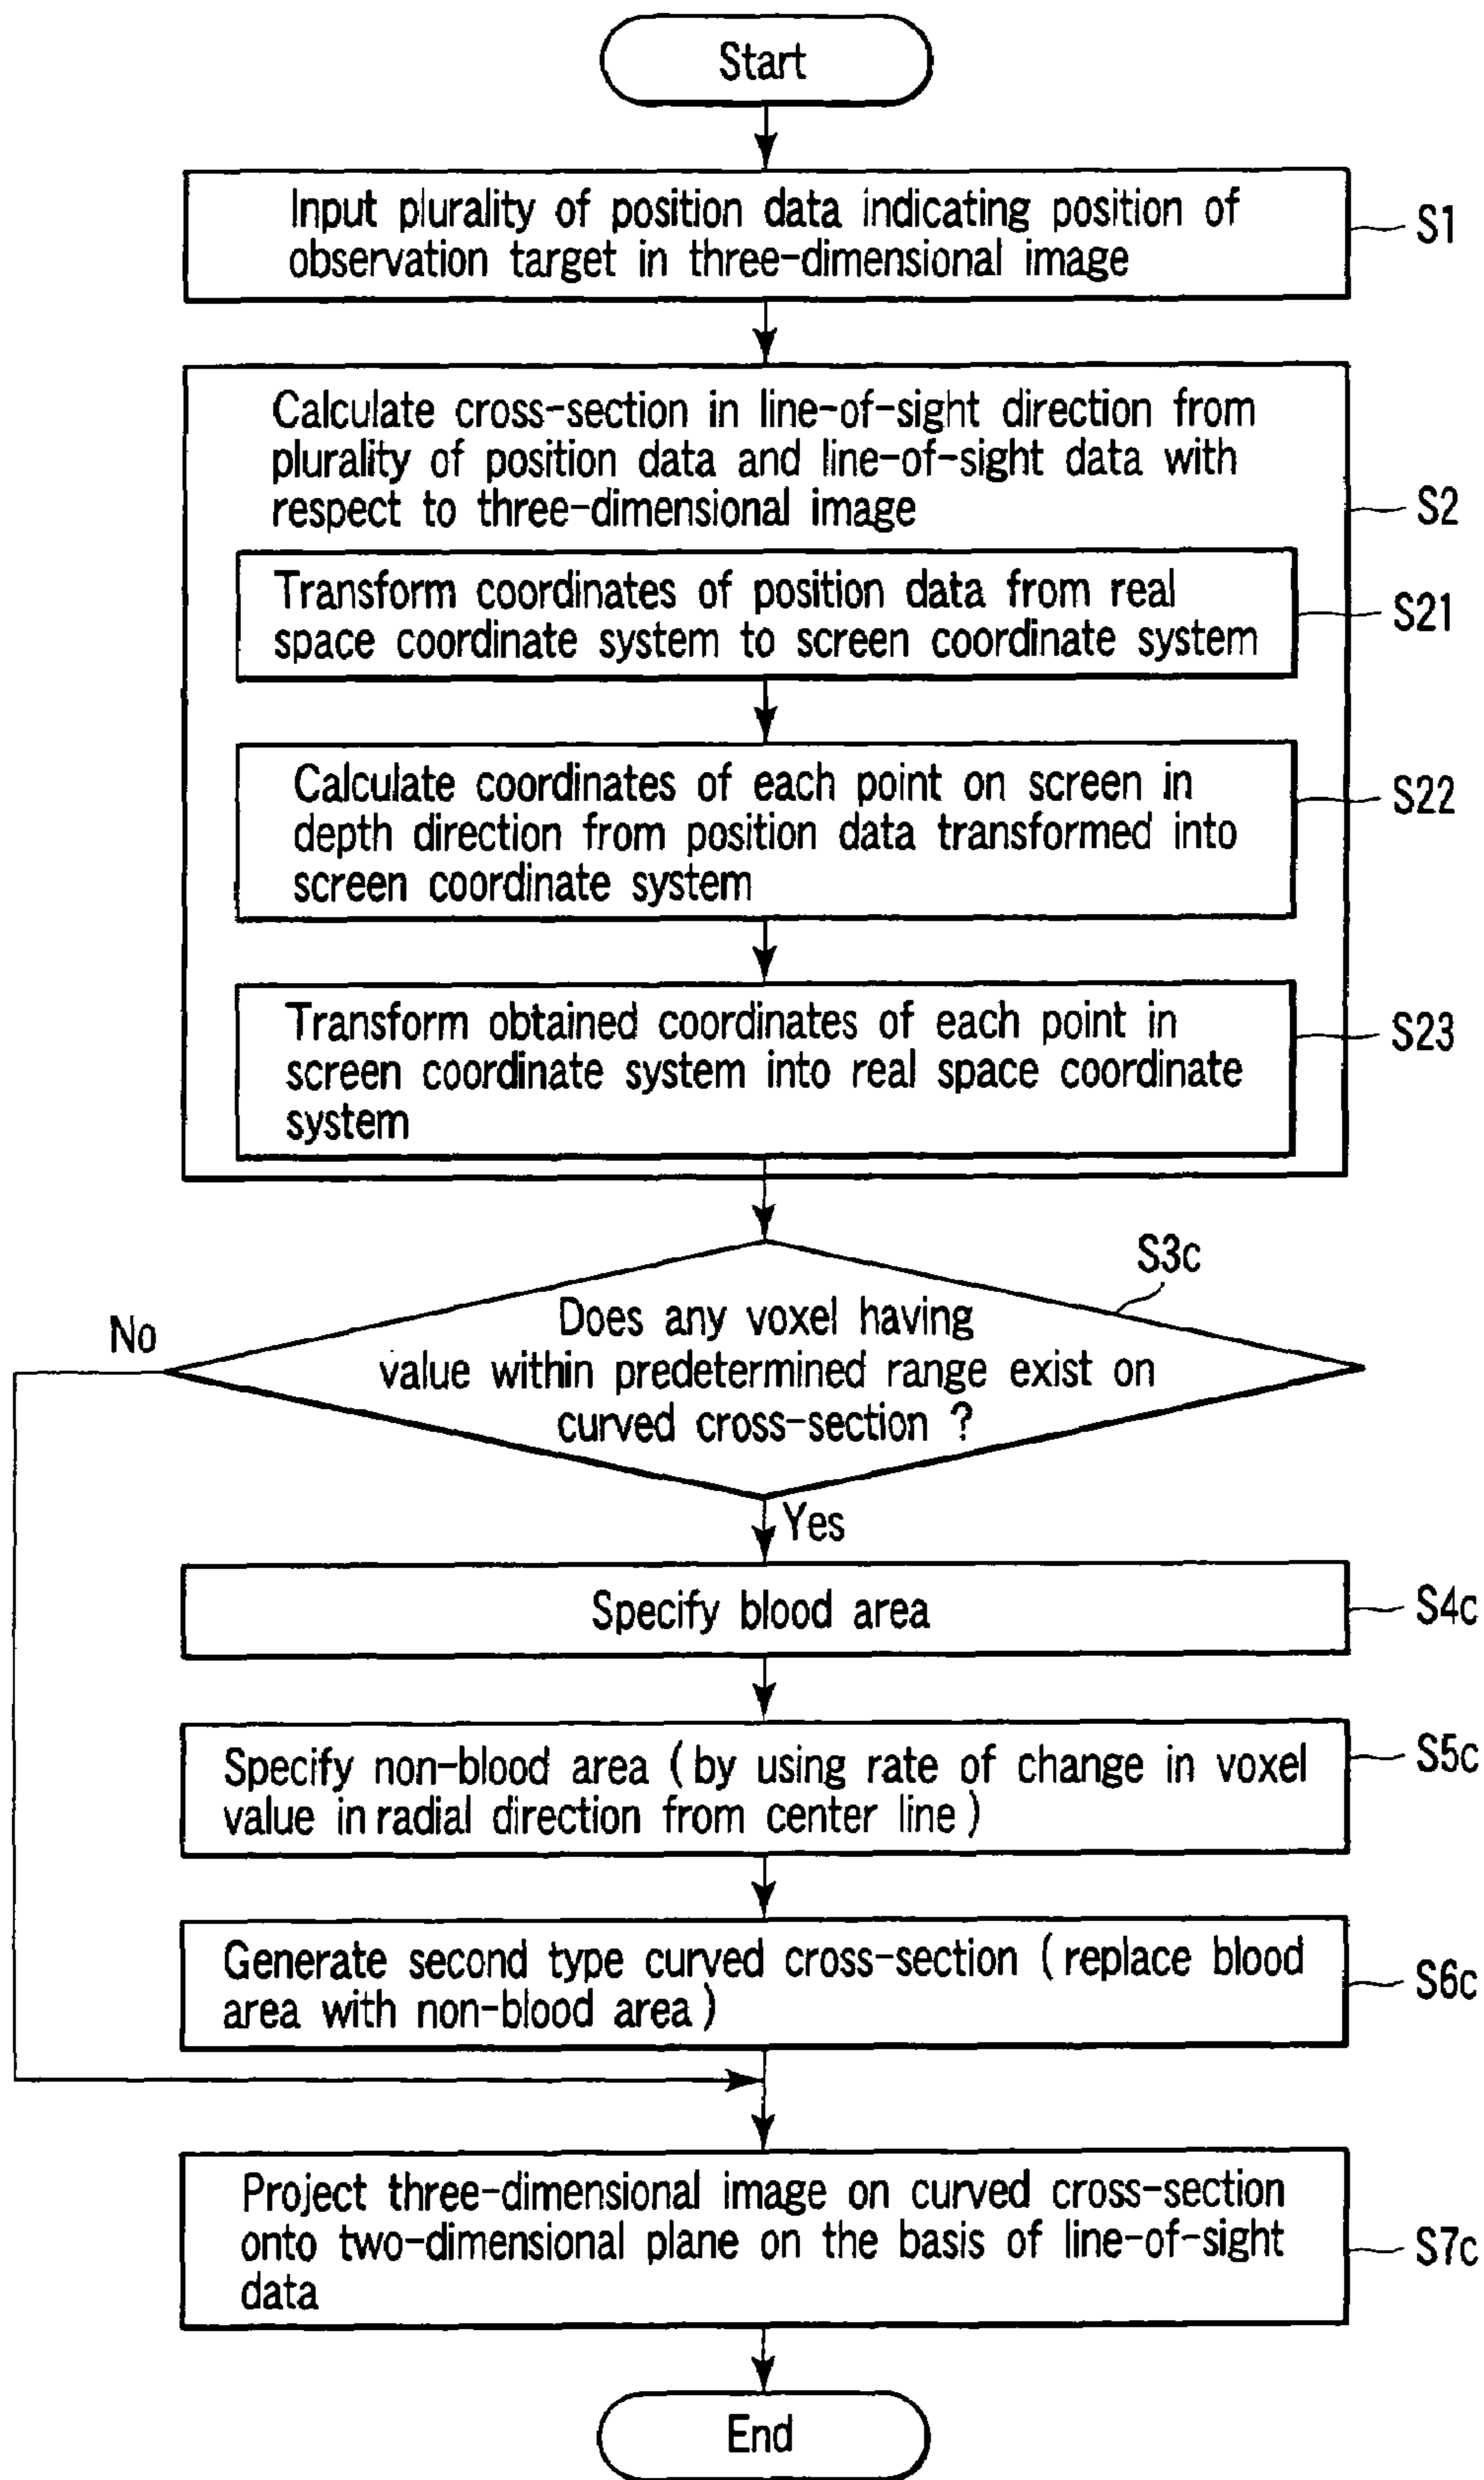 Start
Input plurality of position data indicating position of
observation target in three-dimensional image
S1
Calculate cross-section in line-of-sight direction from
plurality of position data and line-of-sight data with
respect to three-dimensional image
S2
Transform coordinates of position data from real
space coordinate system to screen coordinate system
S21
Calculate coordinates of each point on screen in
depth direction from position data transformed into
screen coordinate system
S22
Transform obtained coordinates of each point in
screen coordinate system into real space coordinate
system
S23
S3c
Does any voxel having
value within predetermined range exist on
curved cross-section ?
No
Yes
Specify blood area
S4c
Specify non-blood area (by using rate of change in voxel
value in radial direction from center line)
S5c
Generate second type curved cross-section (replace blood
area with non-blood area)
S6c
Project three-dimensional image on curved cross-section
onto two-dimensional plane on the basis of line-of-sight
data
S7c
End